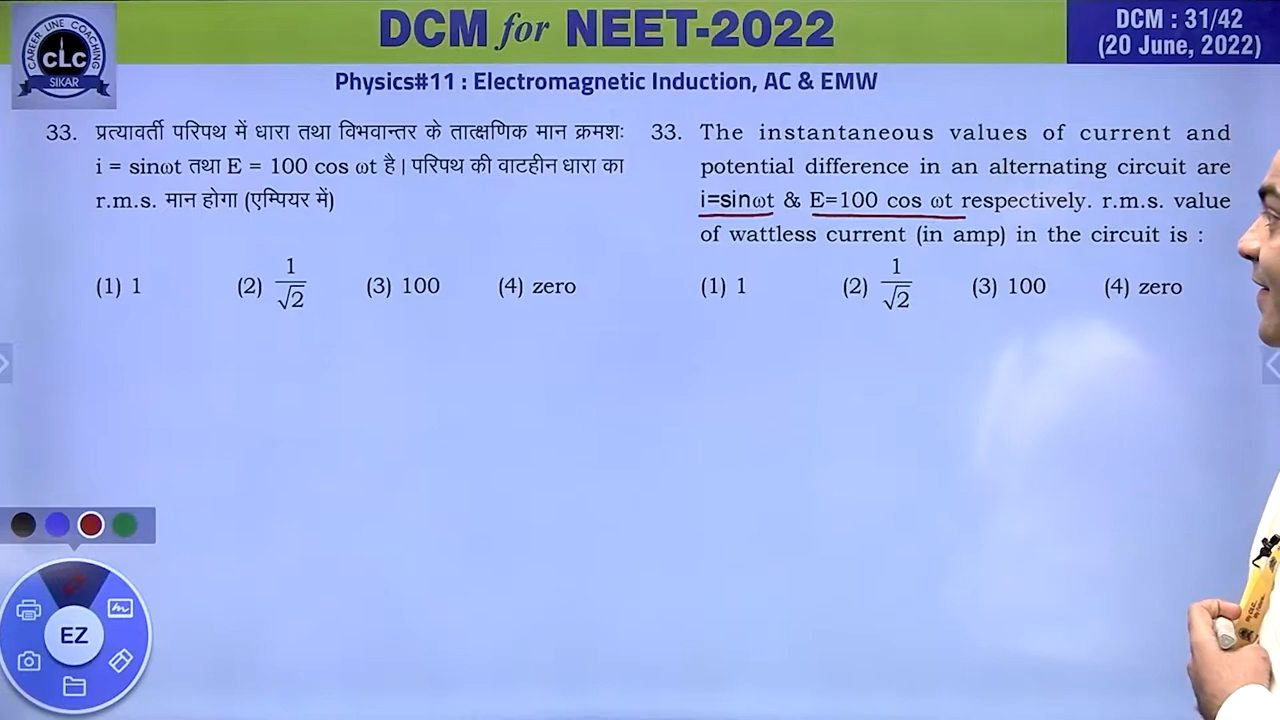 CAREER LINE COACHING
CLC
SIKAR
DCM for NEET-2022
DCM : 31/42
(20 June, 2022)
Physics#11 : Electromagnetic Induction, AC & EMW
33. प्रत्यावर्ती परिपथ में धारा तथा विभवान्तर के तात्क्षणिक मान क्रमशः
i = sinωt तथा E = 100 cos ωt है। परिपथ की वाटहीन धारा का
r.m.s. मान होगा (एम्पियर में)
(1) 1 (2) 1/√2 (3) 100 (4) zero
33. The instantaneous values of current and
potential difference in an alternating circuit are
i=sinωt & E=100 cos ωt respectively. r.m.s. value
of wattless current (in amp) in the circuit is :
(1) 1 (2) 1/√2 (3) 100 (4) zero
EZ